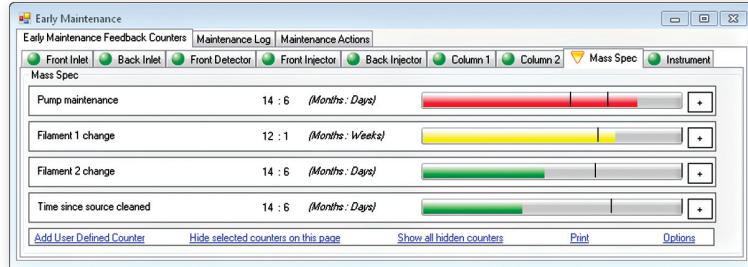 Early Maintenance
Early Maintenance Feedback Counters Maintenance Log Maintenance Actions
Front Inlet Back Inlet Front Detector Front Injector Back Injector Column 1 Column 2 Mass Spec Instrument
Mass Spec
Pump maintenance 14 : 6 (Months : Days) +
Filament 1 change 12 : 1 (Months : Weeks) +
Filament 2 change 14 : 6 (Months : Days) +
Time since source cleaned 14 : 6 (Months : Days) +
Add User Defined Counter Hide selected counters on this page Show all hidden counters Print Options